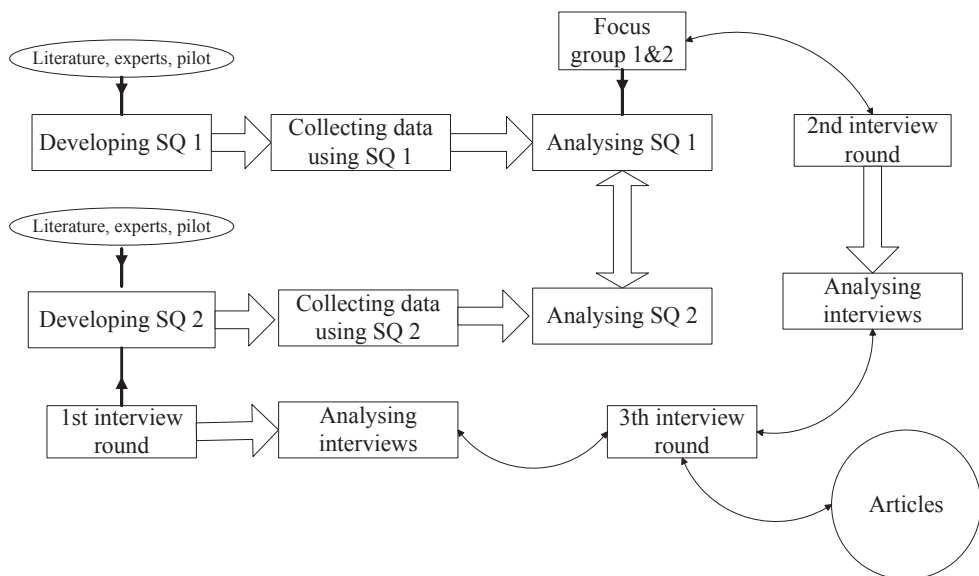 Focus
group 1&2
Literature, experts, pilot
Developing SQ 1
Collecting data
using SQ 1
Analysing SQ 1
2nd interview
round
Literature, experts, pilot
Developing SQ 2
Collecting data
using SQ 2
Analysing SQ 2
Analysing
interviews
1st interview
round
Analysing
interviews
3th interview
round
Articles